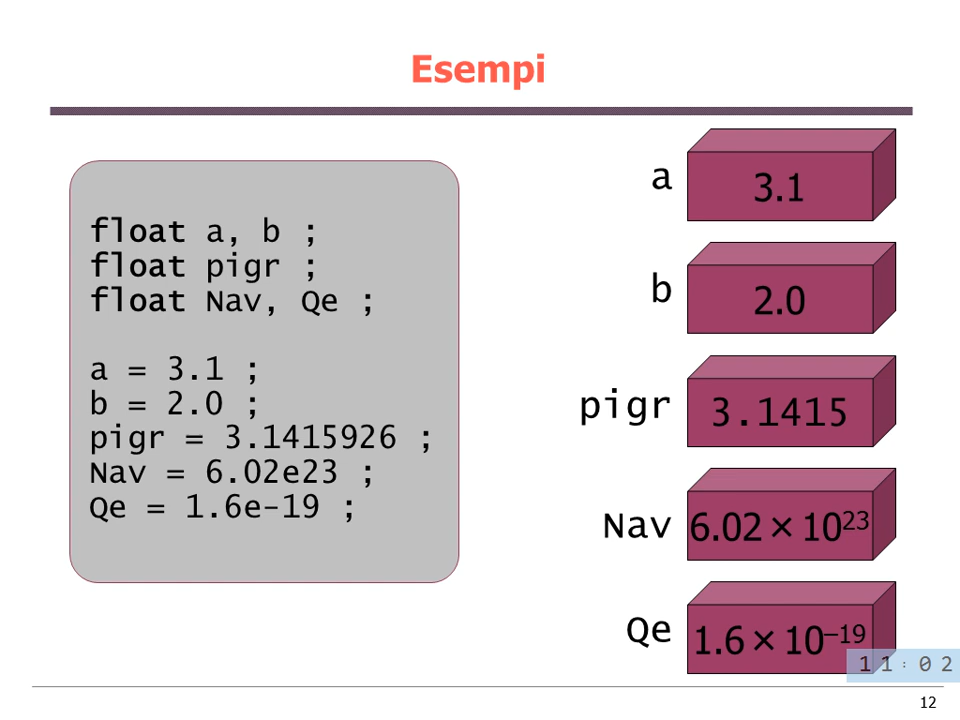 Esempi
float a, b ;
float pigr ;
float Nav, Qe ;
a = 3.1 ;
b = 2.0 ;
pigr = 3.1415926 ;
Nav = 6.02e23 ;
Qe = 1.6e-19 ;
a 3.1
b 2.0
pigr 3.1415
Nav 6.02×10²³
Qe 1.6×10⁻¹⁹
11:02
12